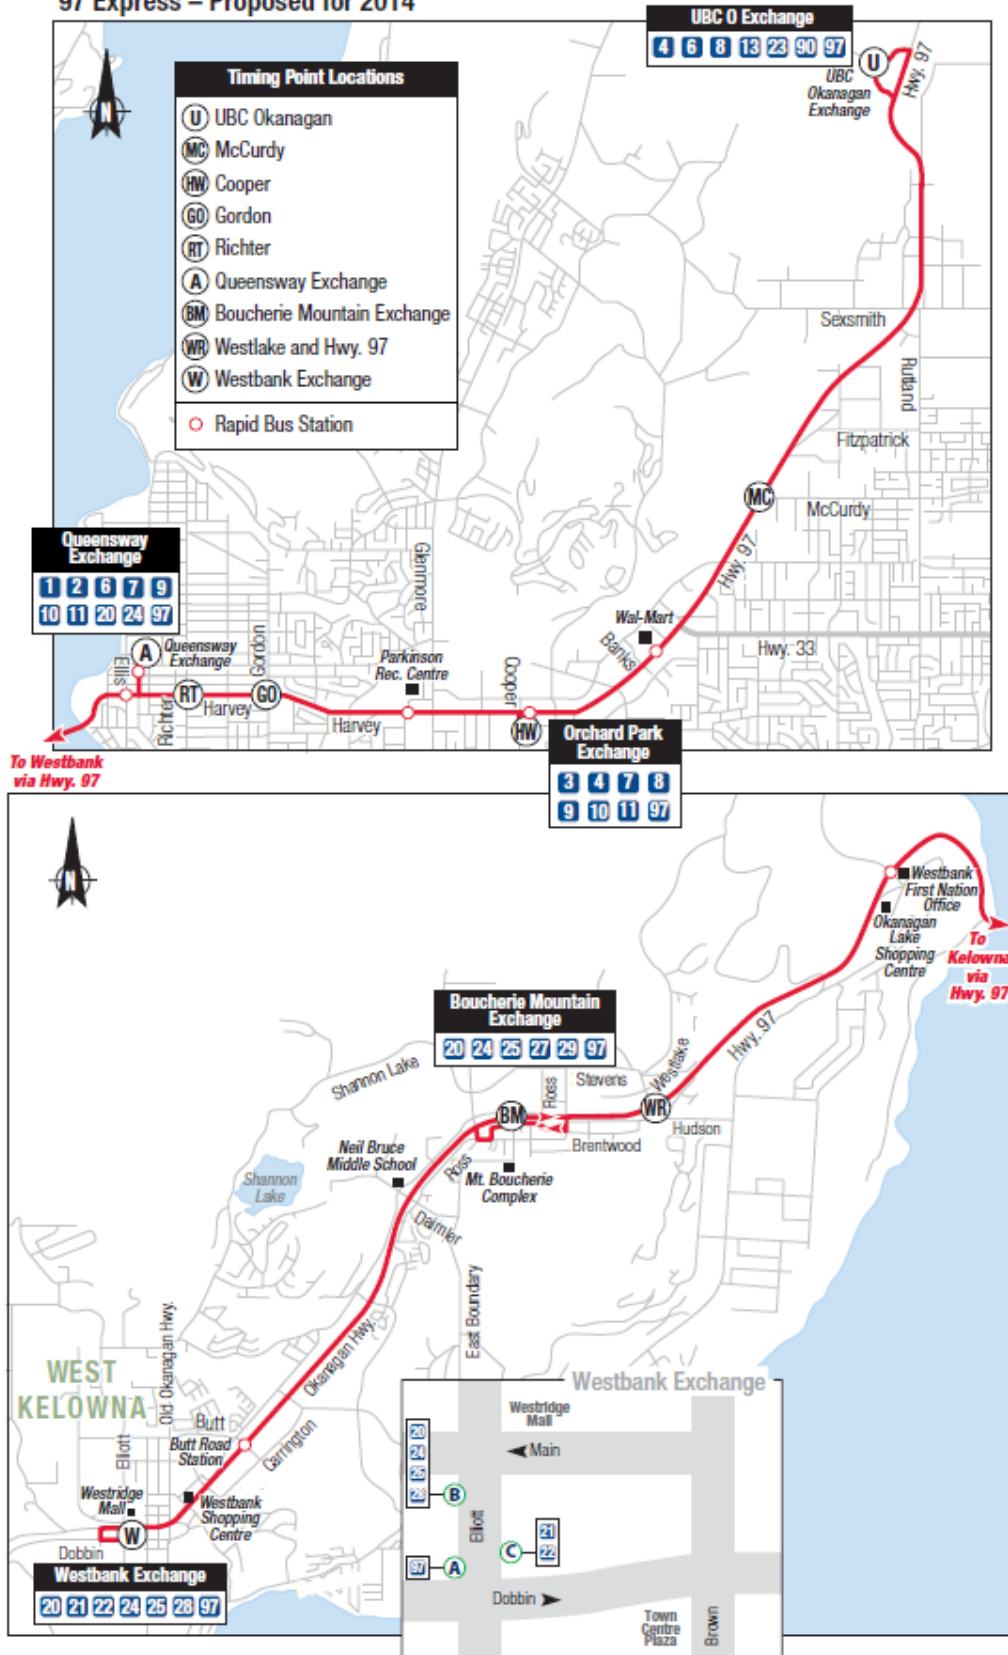 97 Express – Proposed for 2014
UBC O Exchange
4 6 8 13 23 90 97
U
UBC
Okanagan
Exchange
Hwy. 97
N
Timing Point Locations
U UBC Okanagan
MC McCurdy
HW Cooper
GO Gordon
RT Richter
A Queensway Exchange
BM Boucherie Mountain Exchange
WR Westlake and Hwy. 97
W Westbank Exchange
Rapid Bus Station
Sexsmith
Rutland
Fitzpatrick
MC
McCurdy
Hwy. 97
Queensway
Exchange
1 2 6 7 9
10 11 20 24 97
Glenmore
Wal-Mart
Banks
Hwy. 33
A
Queensway
Exchange
Ellis
Gordon
Parkinson
Rec. Centre
Cooper
RT
Harvey
GO
Richter
Harvey
HW
Orchard Park
Exchange
3 4 7 8
9 10 11 97
To Westbank
via Hwy. 97
N
Westbank
First Nation
Office
Okanagan
Lake
Shopping
Centre
To
Kelowna
via
Hwy. 97
Boucherie Mountain
Exchange
20 24 25 27 29 97
Hwy. 97
Westlake
Shannon Lake
Stevens
Ross
BM
WR
Hudson
Brentwood
Neil Bruce
Middle School
Ross
Mt. Boucherie
Complex
Shannon
Lake
Daimler
East Boundary
Okanagan Hwy.
Old Okanagan Hwy.
WEST
KELOWNA
Butt
Butt Road
Station
Carrington
Elliott
Westridge
Mall
Westbank
Shopping
Centre
W
Dobbin
Westbank Exchange
20 21 22 24 25 28 97
Westbank Exchange
Westridge
Mall
20
24
25
28
B
Main
Elliott
21
22
C
97
A
Dobbin
Town
Centre
Plaza
Brown